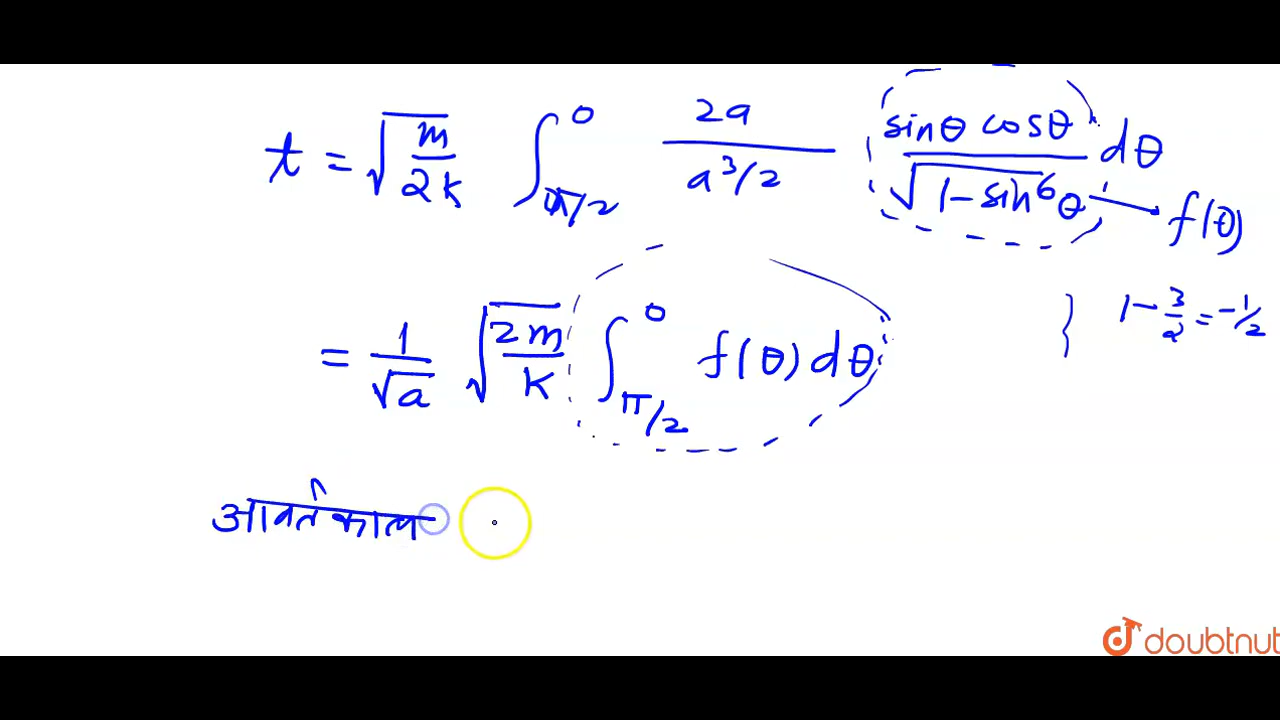 t = √(m/2k) ∫_{π/2}^{0} 2a/a^{3/2} sinθ cosθ/√(1-sin⁶θ) dθ → f(θ)
= 1/√a √(2m/k) ∫_{π/2}^{0} f(θ) dθ } 1 - 3/2 = -1/2
आवर्तकाल
doubtnut